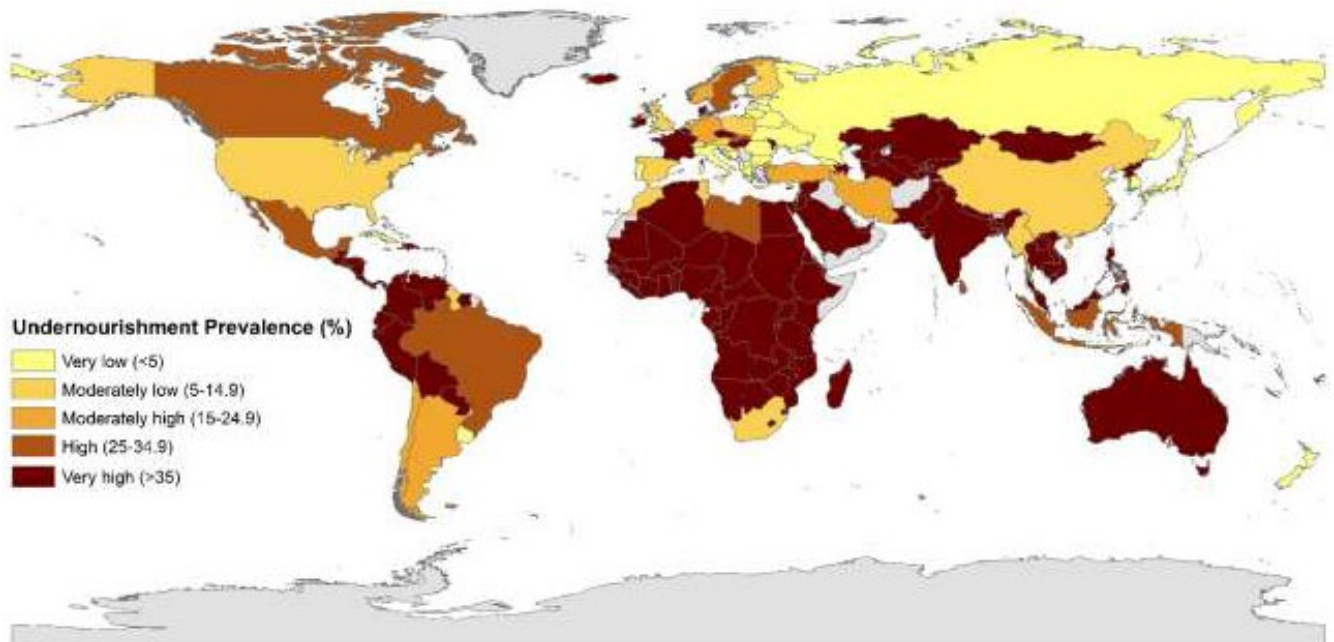 Undernourishment Prevalence (%)
Very low (<5)
Moderately low (5-14.9)
Moderately high (15-24.9)
High (25-34.9)
Very high (>35)